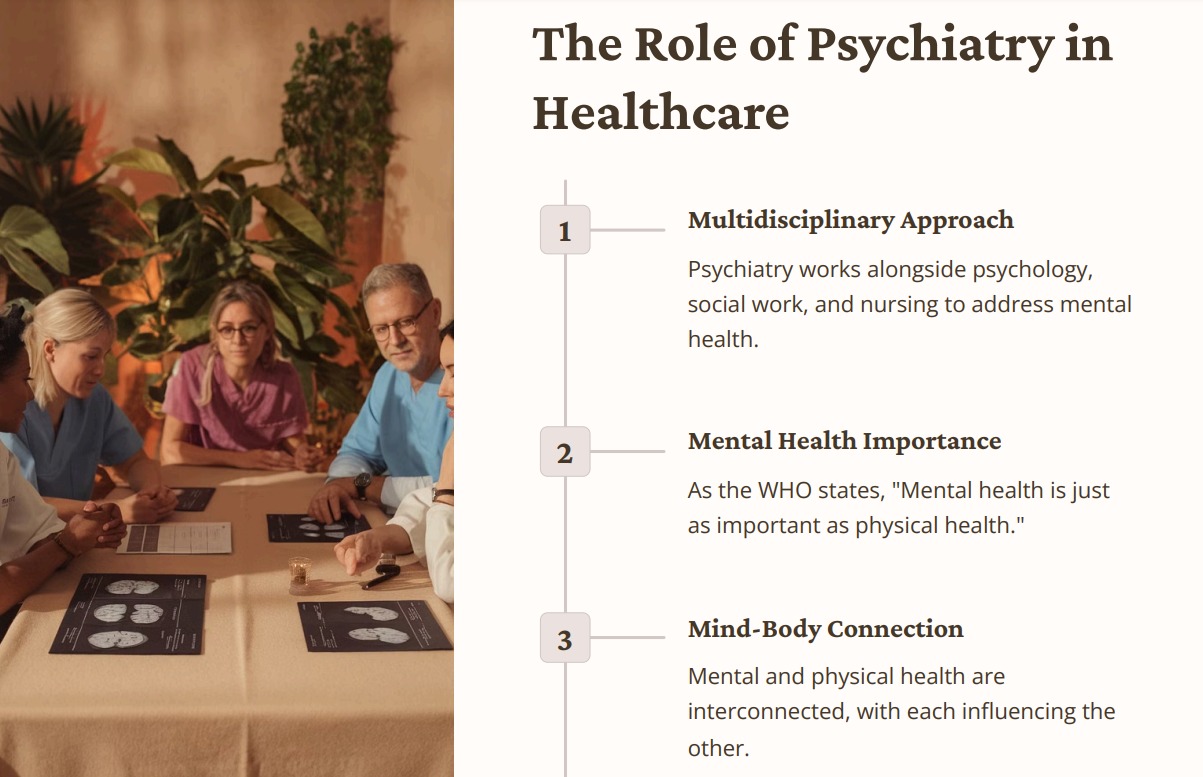 The Role of Psychiatry in
Healthcare
1
Multidisciplinary Approach
Psychiatry works alongside psychology,
social work, and nursing to address mental
health.
2
Mental Health Importance
As the WHO states, "Mental health is just
as important as physical health."
3
Mind-Body Connection
Mental and physical health are
interconnected, with each influencing the
other.